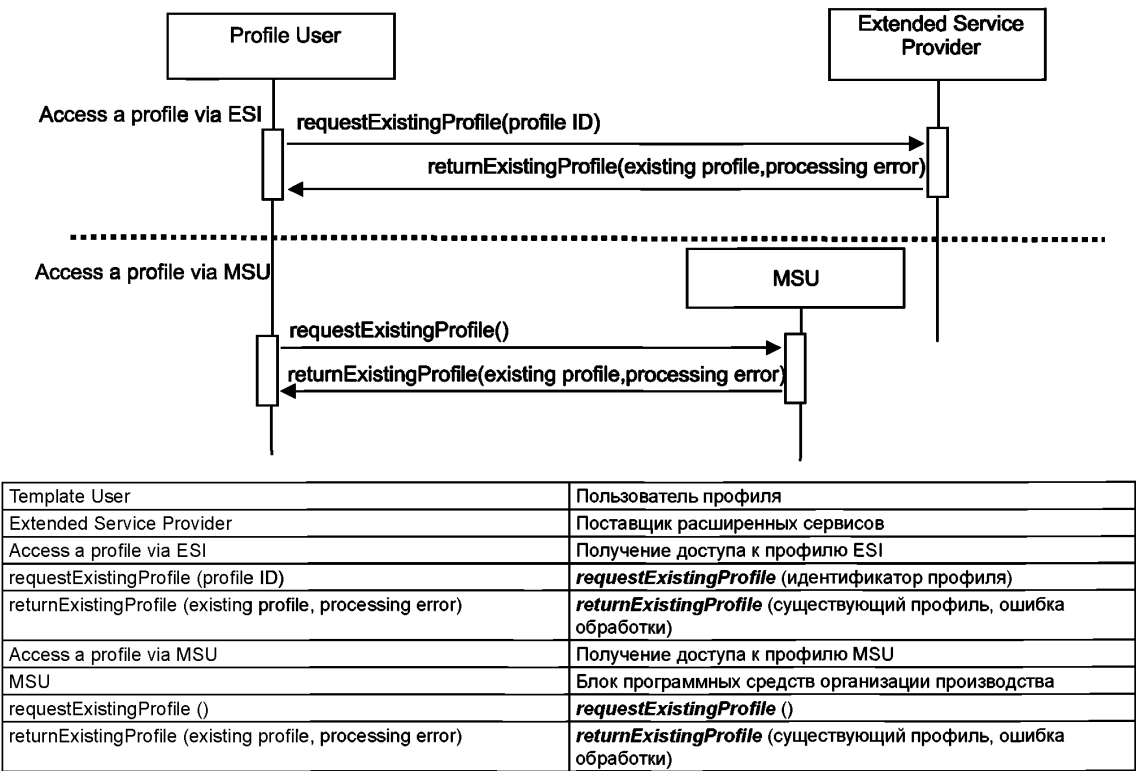 Profile User
Extended Service
Provider
Access a profile via ESI
requestExistingProfile(profile ID)
returnExistingProfile(existing profile,processing error)
Access a profile via MSU
MSU
requestExistingProfile()
returnExistingProfile(existing profile,processing error)
Template User Пользователь профиля
Extended Service Provider Поставщик расширенных сервисов
Access a profile via ESI Получение доступа к профилю ESI
requestExistingProfile (profile ID) requestExistingProfile (идентификатор профиля)
returnExistingProfile (existing profile, processing error) returnExistingProfile (существующий профиль, ошибка
обработки)
Access a profile via MSU Получение доступа к профилю MSU
MSU Блок программных средств организации производства
requestExistingProfile () requestExistingProfile ()
returnExistingProfile (existing profile, processing error) returnExistingProfile (существующий профиль, ошибка
обработки)